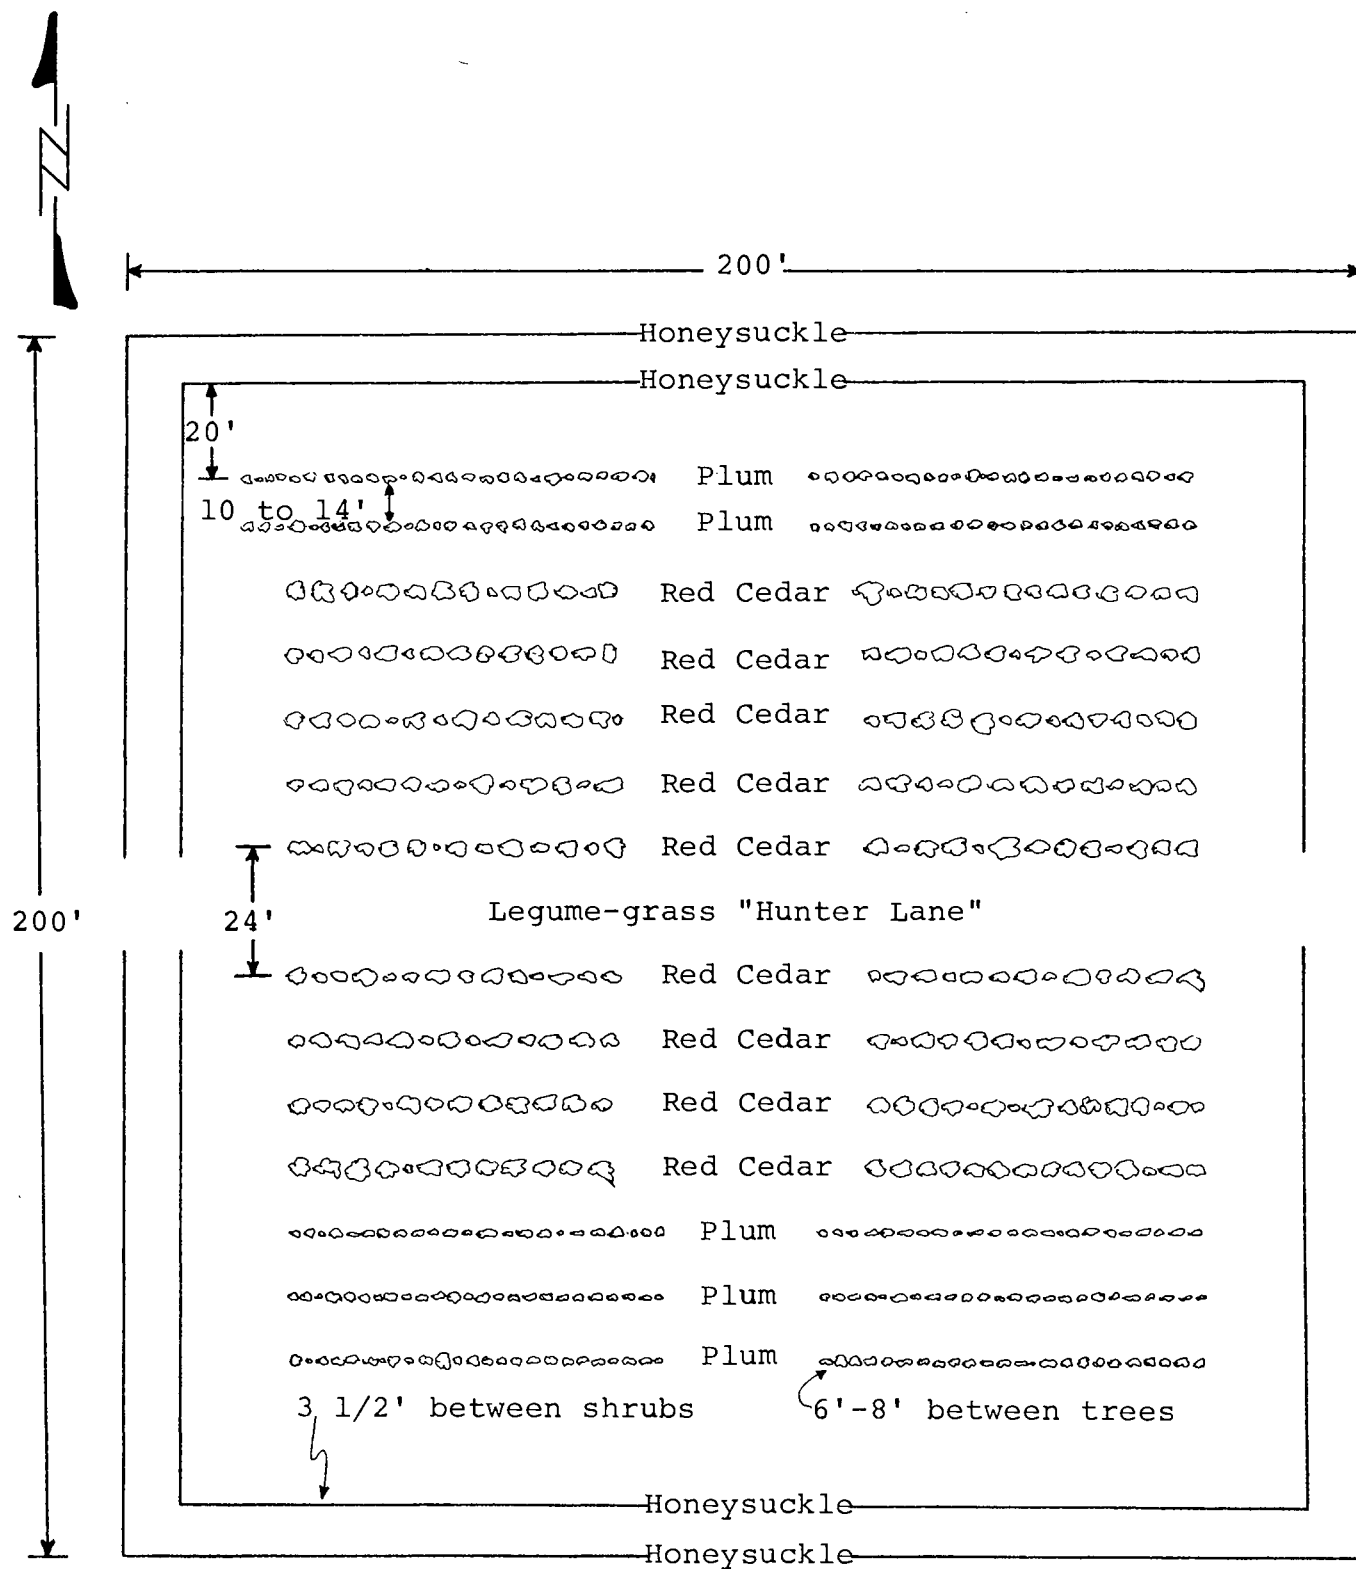 N
200'
Honeysuckle
Honeysuckle
20'
Plum
10 to 14'
Plum
Red Cedar
Red Cedar
Red Cedar
Red Cedar
Red Cedar
200'
24'
Legume-grass "Hunter Lane"
Red Cedar
Red Cedar
Red Cedar
Red Cedar
Plum
Plum
Plum
3 1/2' between shrubs
6'-8' between trees
Honeysuckle
Honeysuckle